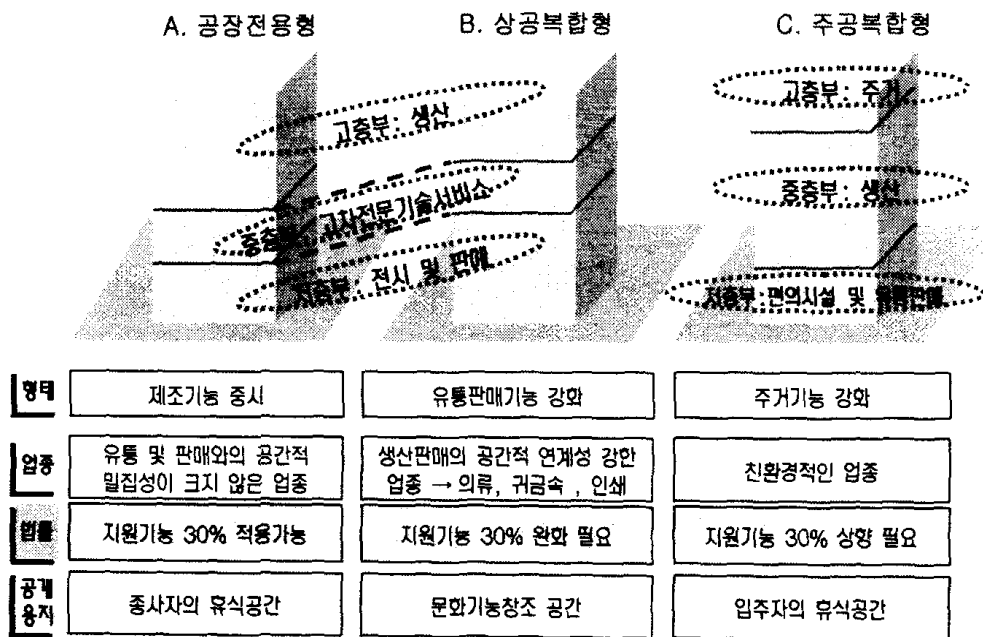 A. 공장전용형
B. 상공복합형
C. 주공복합형
고층부: 생산
중층부: 고차전문기술서비스
저층부: 전시 및 판매
고층부: 주거
중층부: 생산
저층부: 편의시설 및 유통판매
형태
제조기능 중시
유통판매기능 강화
주거기능 강화
업종
유통 및 판매와의 공간적
밀집성이 크지 않은 업종
생산판매의 공간적 연계성 강한
업종 → 의류, 귀금속 , 인쇄
친환경적인 업종
법률
지원기능 30% 적용가능
지원기능 30% 완화 필요
지원기능 30% 상향 필요
공개
용지
종사자의 휴식공간
문화기능창조 공간
입주자의 휴식공간